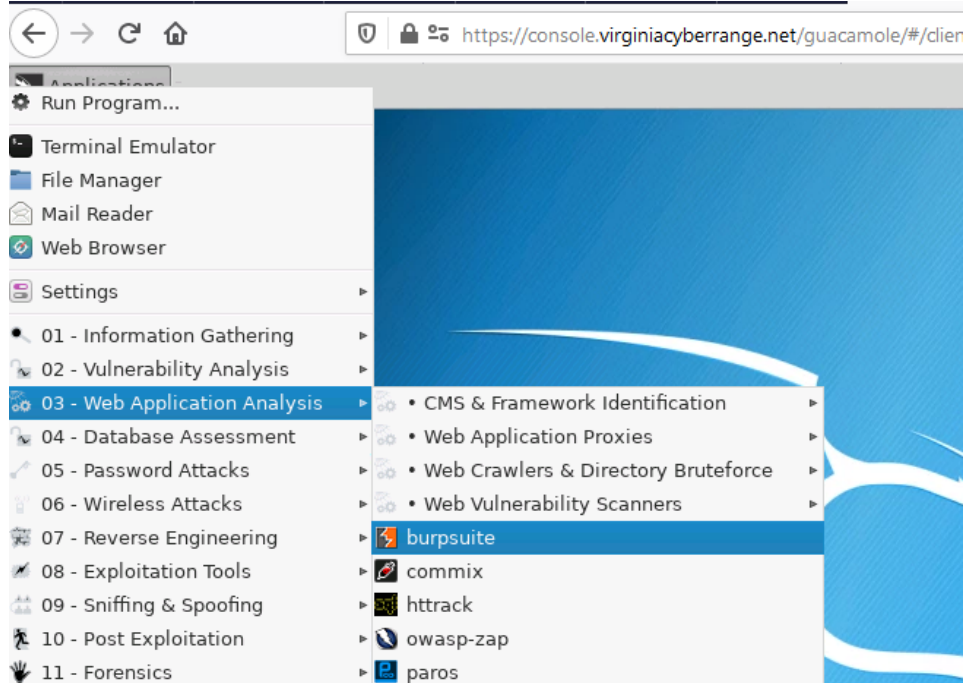 https://console.virginiacyberrange.net/guacamole/#/clien
Applications
Run Program...
Terminal Emulator
File Manager
Mail Reader
Web Browser
Settings
01 - Information Gathering
02 - Vulnerability Analysis
03 - Web Application Analysis
04 - Database Assessment
05 - Password Attacks
06 - Wireless Attacks
07 - Reverse Engineering
08 - Exploitation Tools
09 - Sniffing & Spoofing
10 - Post Exploitation
11 - Forensics
• CMS & Framework Identification
• Web Application Proxies
• Web Crawlers & Directory Bruteforce
• Web Vulnerability Scanners
burpsuite
commix
httrack
owasp-zap
paros